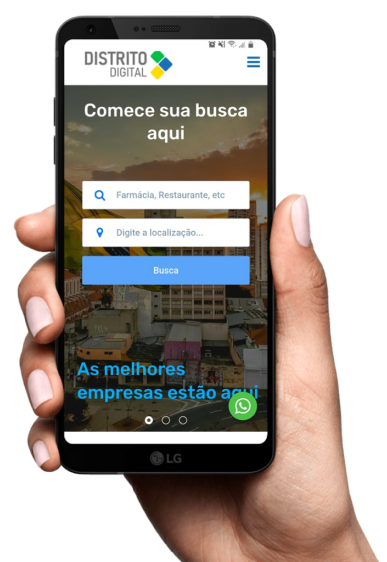 DISTRITO
DIGITAL
Comece sua busca
aqui
Farmácia, Restaurante, etc
Digite a localização...
Busca
As melhores
empresas estão aqui
LG